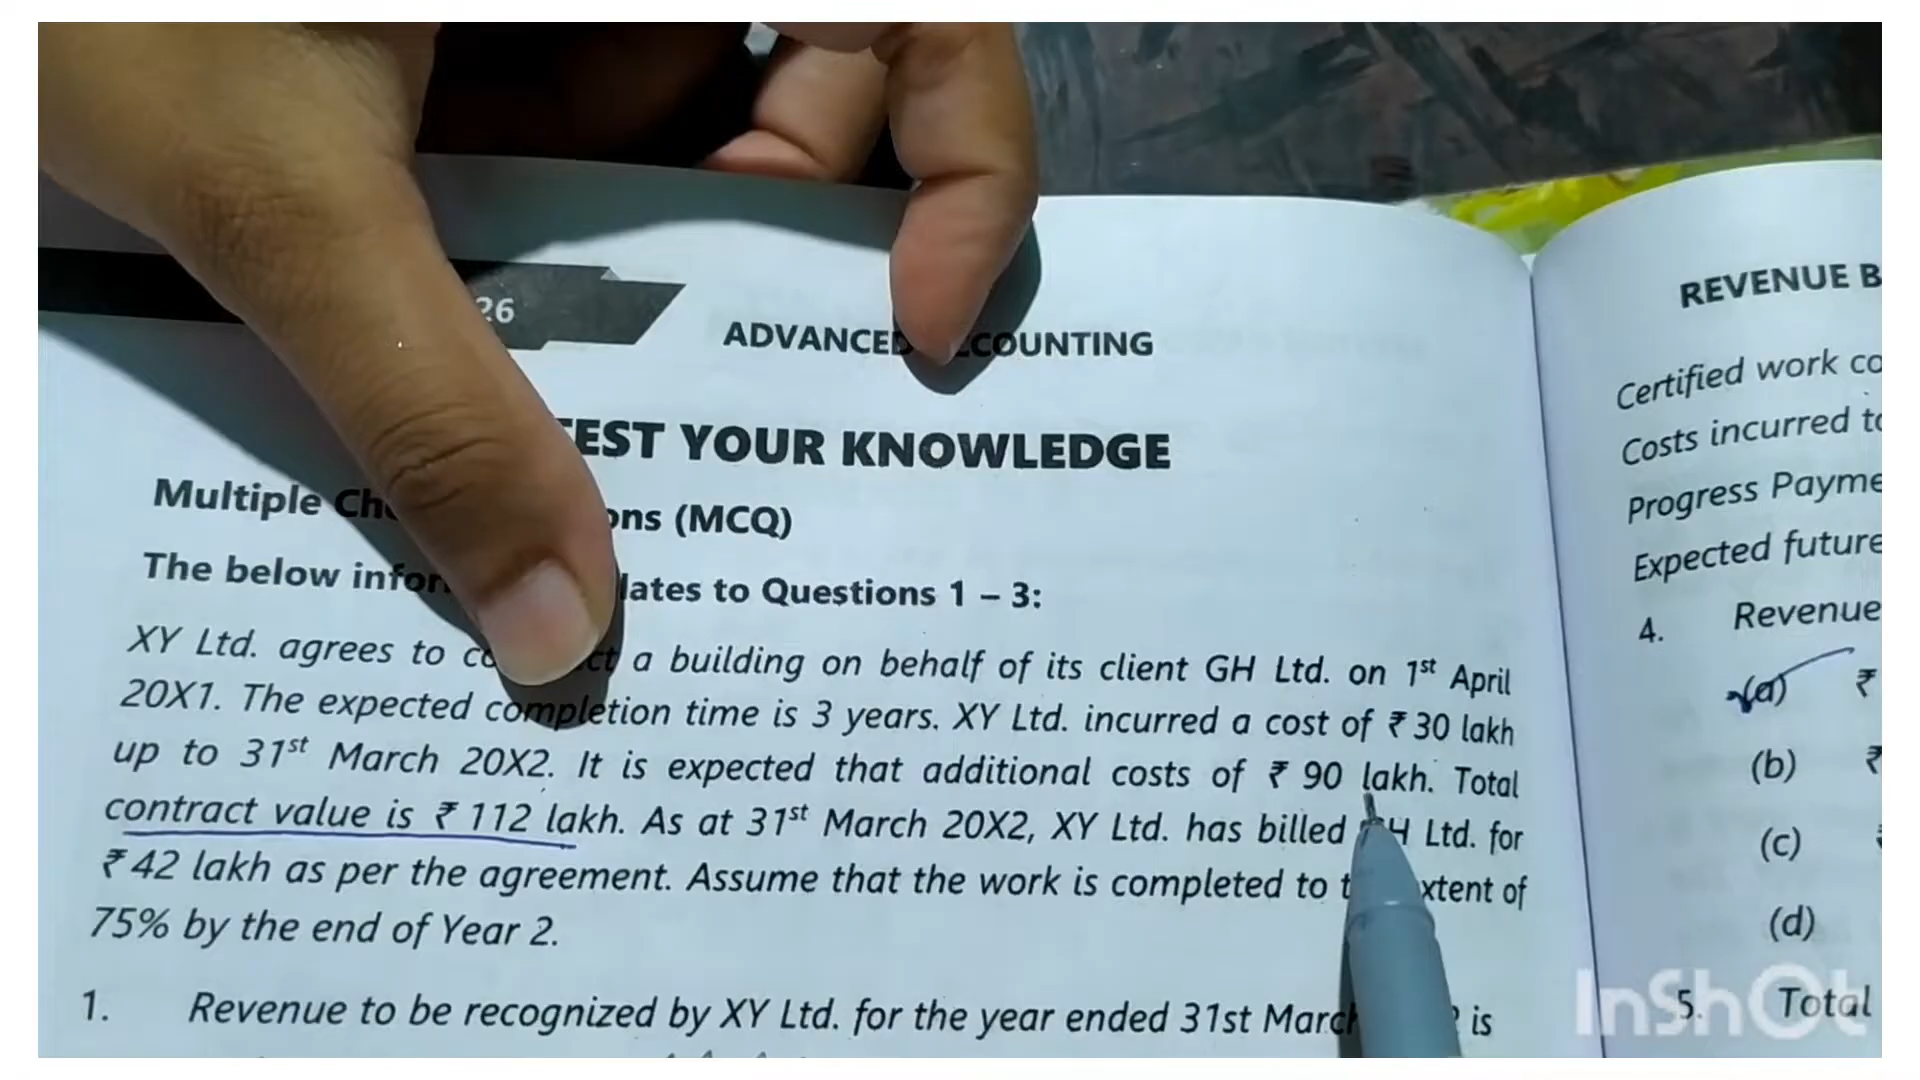 26
ADVANCED ACCOUNTING
TEST YOUR KNOWLEDGE
Multiple Ch ons (MCQ)
The below infor lates to Questions 1 – 3:
XY Ltd. agrees to co ct a building on behalf of its client GH Ltd. on 1st April
20X1. The expected completion time is 3 years. XY Ltd. incurred a cost of ₹ 30 lakh
up to 31st March 20X2. It is expected that additional costs of ₹ 90 lakh. Total
contract value is ₹ 112 lakh. As at 31st March 20X2, XY Ltd. has billed GH Ltd. for
₹ 42 lakh as per the agreement. Assume that the work is completed to t xtent of
75% by the end of Year 2.
1. Revenue to be recognized by XY Ltd. for the year ended 31st March is
REVENUE B
Certified work co
Costs incurred to
Progress Payme
Expected future
4. Revenue
(a) ₹
(b) ₹
(c)
(d)
5. Total
InShOt